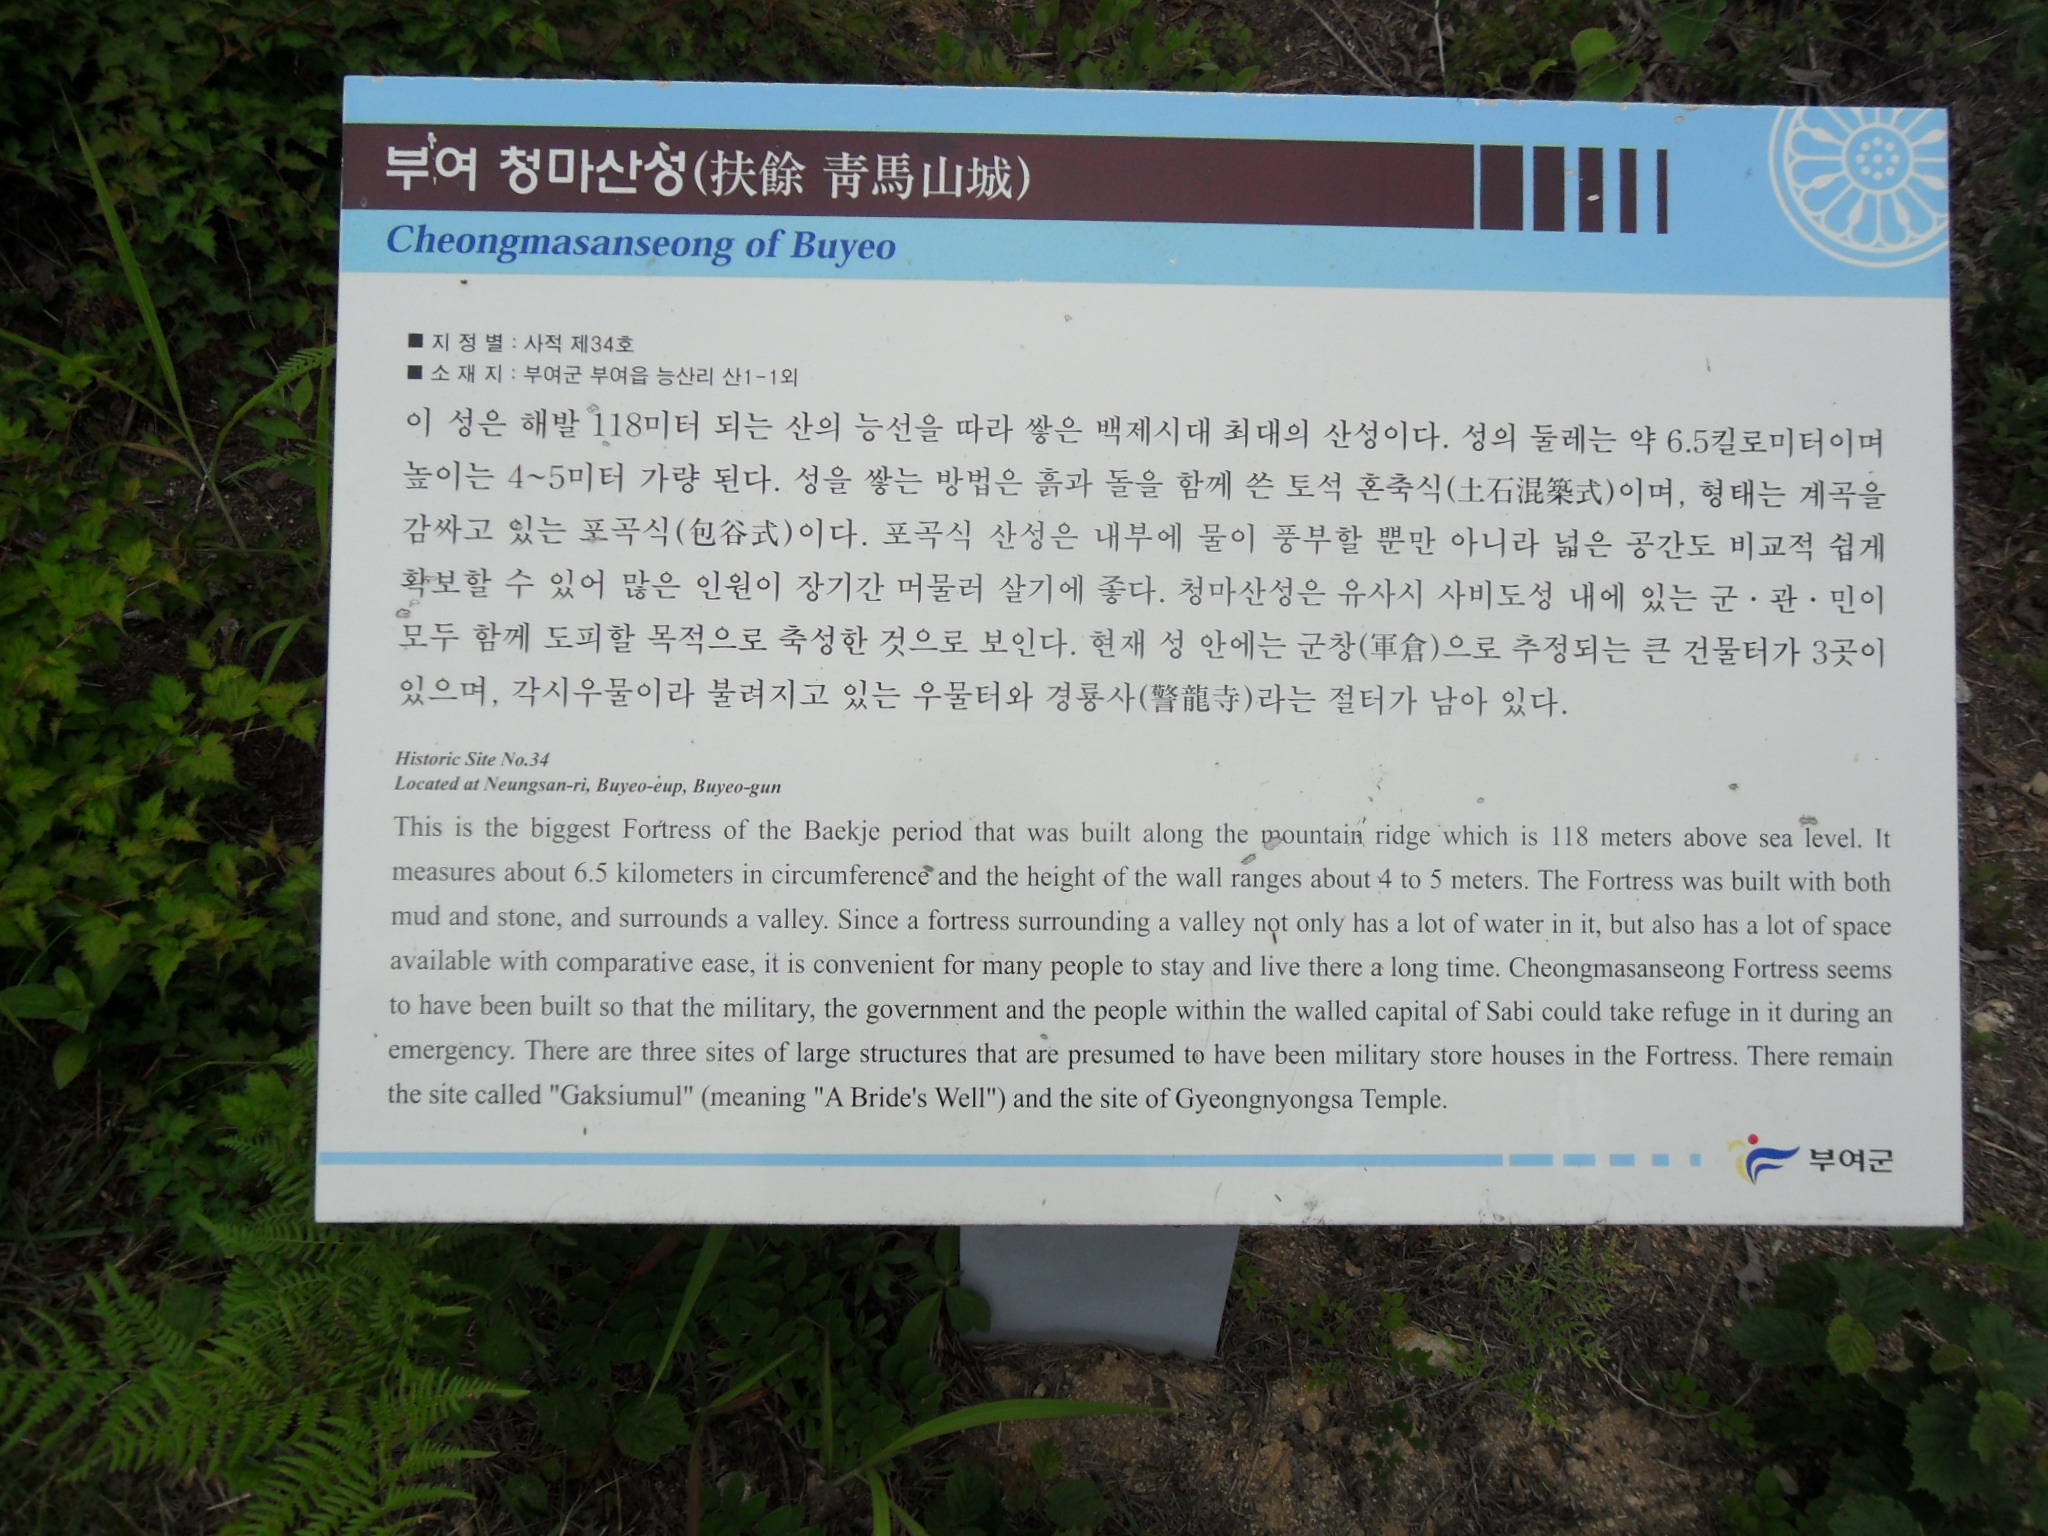 부여 청마산성(扶餘 靑馬山城)
Cheongmasanseong of Buyeo
■ 지 정 별 : 사적 제34호
■ 소 재 지 : 부여군 부여읍 능산리 산1-1외
이 성은 해발 118미터 되는 산의 능선을 따라 쌓은 백제시대 최대의 산성이다. 성의 둘레는 약 6.5킬로미터이며
높이는 4~5미터 가량 된다. 성을 쌓는 방법은 흙과 돌을 함께 쓴 토석 혼축식(土石混築式)이며, 형태는 계곡을
감싸고 있는 포곡식(包谷式)이다. 포곡식 산성은 내부에 물이 풍부할 뿐만 아니라 넓은 공간도 비교적 쉽게
확보할 수 있어 많은 인원이 장기간 머물러 살기에 좋다. 청마산성은 유사시 사비도성 내에 있는 군·관·민이
모두 함께 도피할 목적으로 축성한 것으로 보인다. 현재 성 안에는 군창(軍倉)으로 추정되는 큰 건물터가 3곳이
있으며, 각시우물이라 불려지고 있는 우물터와 경룡사(警龍寺)라는 절터가 남아 있다.
Historic Site No.34
Located at Neungsan-ri, Buyeo-eup, Buyeo-gun
This is the biggest Fortress of the Baekje period that was built along the mountain ridge which is 118 meters above sea level. It
measures about 6.5 kilometers in circumference and the height of the wall ranges about 4 to 5 meters. The Fortress was built with both
mud and stone, and surrounds a valley. Since a fortress surrounding a valley not only has a lot of water in it, but also has a lot of space
available with comparative ease, it is convenient for many people to stay and live there a long time. Cheongmasanseong Fortress seems
to have been built so that the military, the government and the people within the walled capital of Sabi could take refuge in it during an
emergency. There are three sites of large structures that are presumed to have been military store houses in the Fortress. There remain
the site called "Gaksiumul" (meaning "A Bride's Well") and the site of Gyeongnyongsa Temple.
부여군